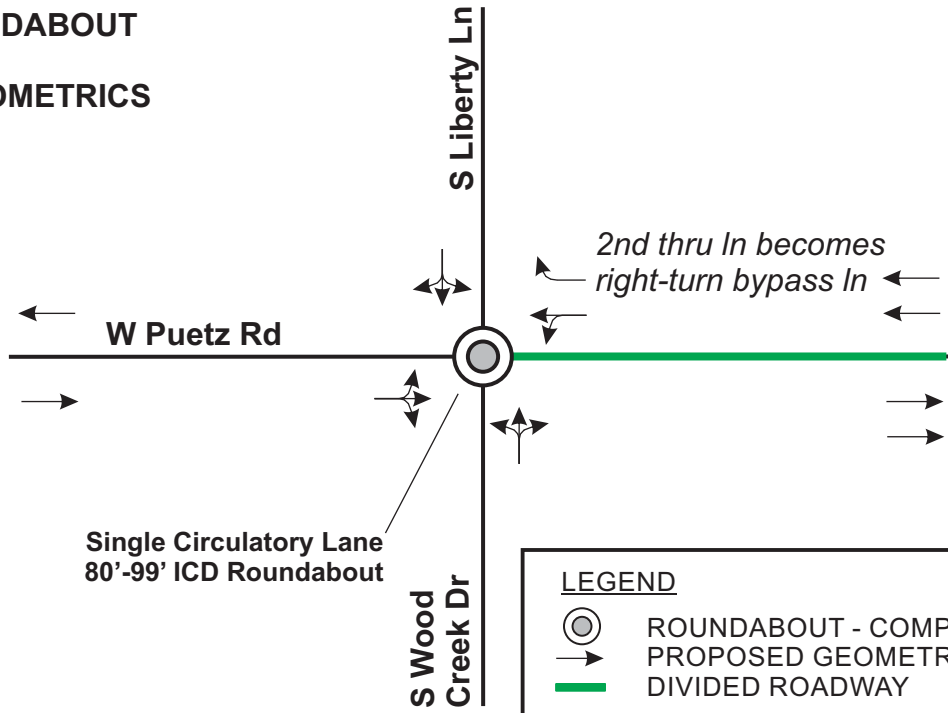 DABOUT
OMETRICS
S Liberty Ln
2nd thru ln becomes
right-turn bypass ln
W Puetz Rd
Single Circulatory Lane
80’-99’ ICD Roundabout
S Wood
Creek Dr
LEGEND
ROUNDABOUT - COMP
PROPOSED GEOMETR
DIVIDED ROADWAY